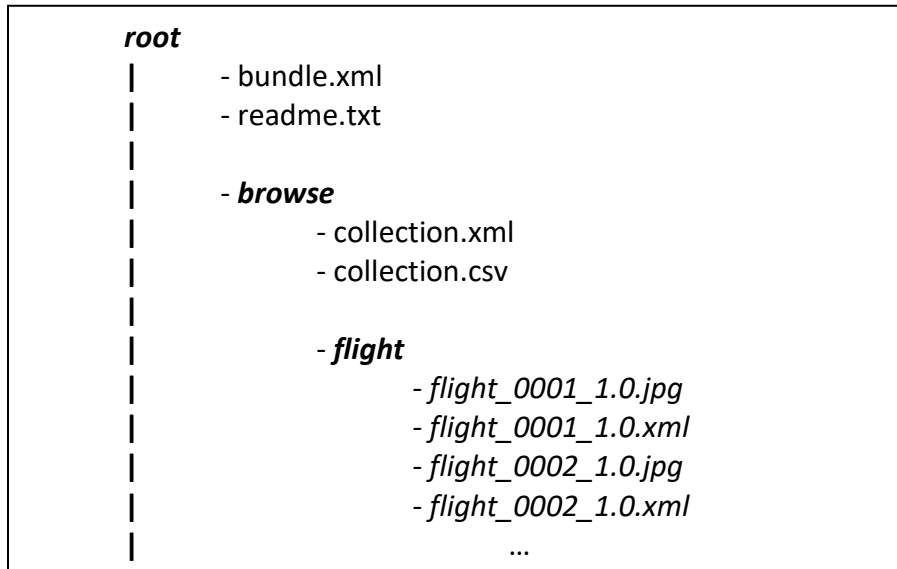 root
| - bundle.xml
| - readme.txt
|
| - browse
| - collection.xml
| - collection.csv
|
| - flight
| - flight_0001_1.0.jpg
| - flight_0001_1.0.xml
| - flight_0002_1.0.jpg
| - flight_0002_1.0.xml
| …